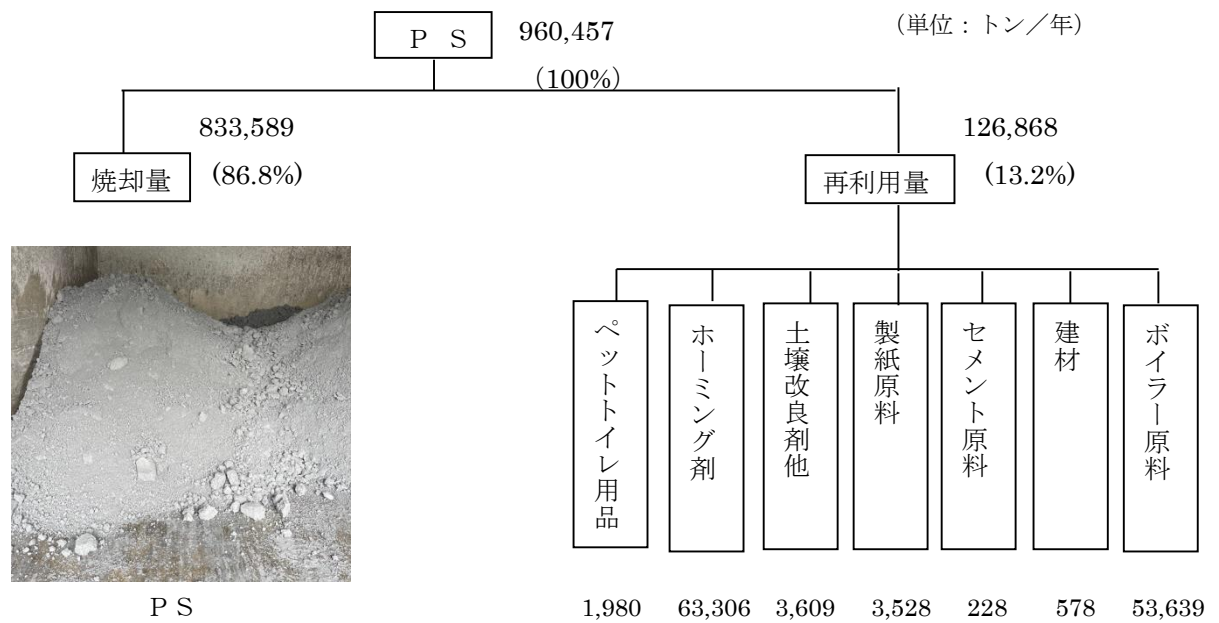 Ｐ Ｓ
960,457
(100%)
（単位：トン／年）
833,589
焼却量
(86.8%)
126,868
再利用量
(13.2%)
ペットトイレ用品
ホーミング剤
土壌改良剤他
製紙原料
セメント原料
建材
ボイラー原料
1,980
63,306
3,609
3,528
228
578
53,639
ＰＳ